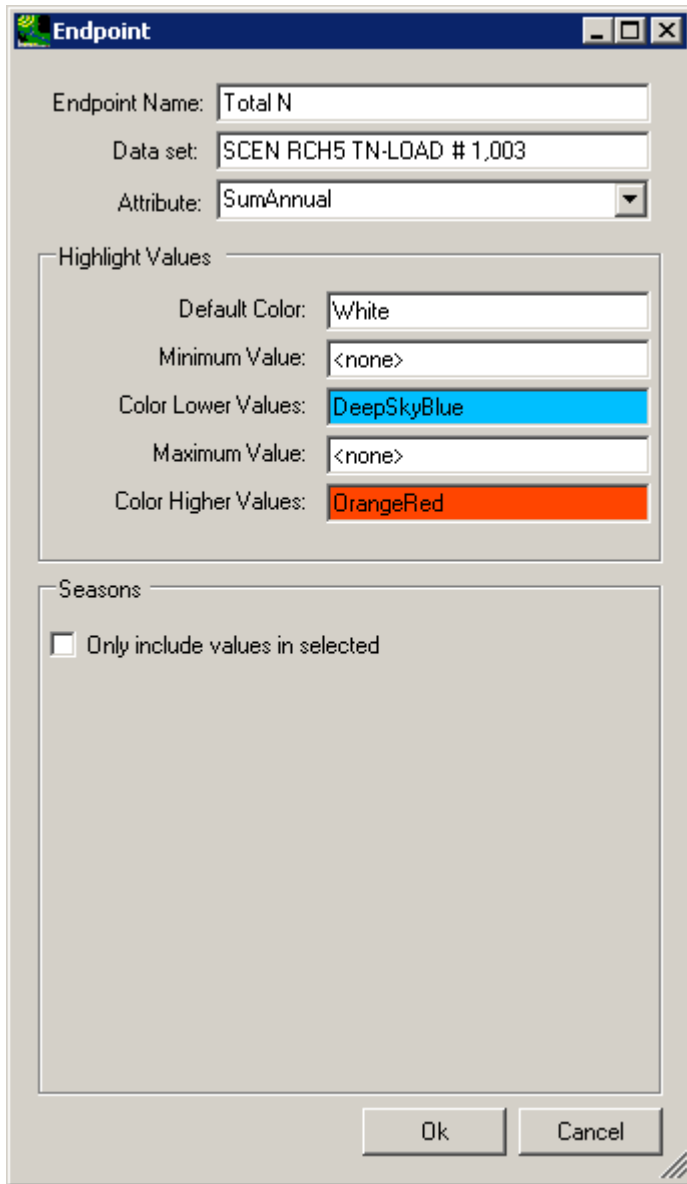 Endpoint
Endpoint Name: Total N
Data set: SCEN RCH5 TN-LOAD # 1,003
Attribute: SumAnnual
Highlight Values
Default Color: White
Minimum Value: <none>
Color Lower Values: DeepSkyBlue
Maximum Value: <none>
Color Higher Values: OrangeRed
Seasons
Only include values in selected
Ok Cancel